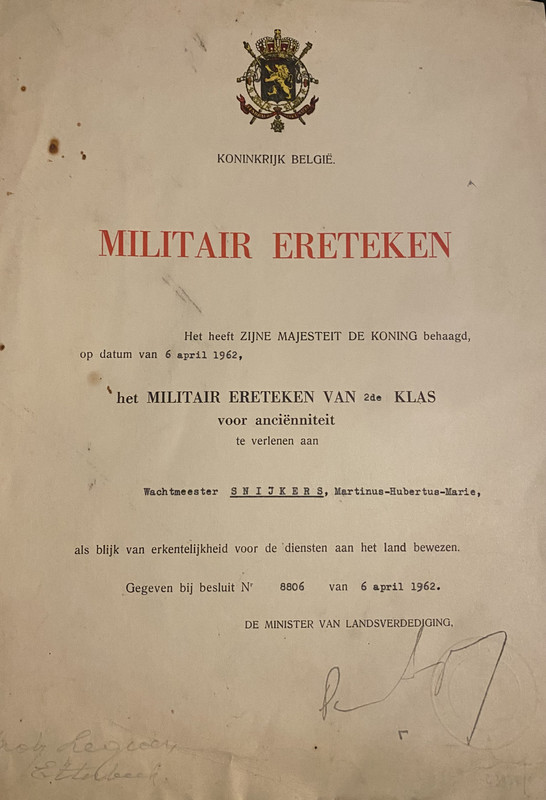 KONINKRIJK BELGIË.
MILITAIR ERETEKEN
Het heeft ZIJNE MAJESTEIT DE KONING behaagd,
op datum van 6 april 1962,
het MILITAIR ERETEKEN VAN 2de KLAS
voor anciënniteit
te verlenen aan
Wachtmeester S N I J K E R S, Martinus-Hubertus-Marie,
als blijk van erkentelijkheid voor de diensten aan het land bewezen.
Gegeven bij besluit Nr 8806 van 6 april 1962.
DE MINISTER VAN LANDSVERDEDIGING,